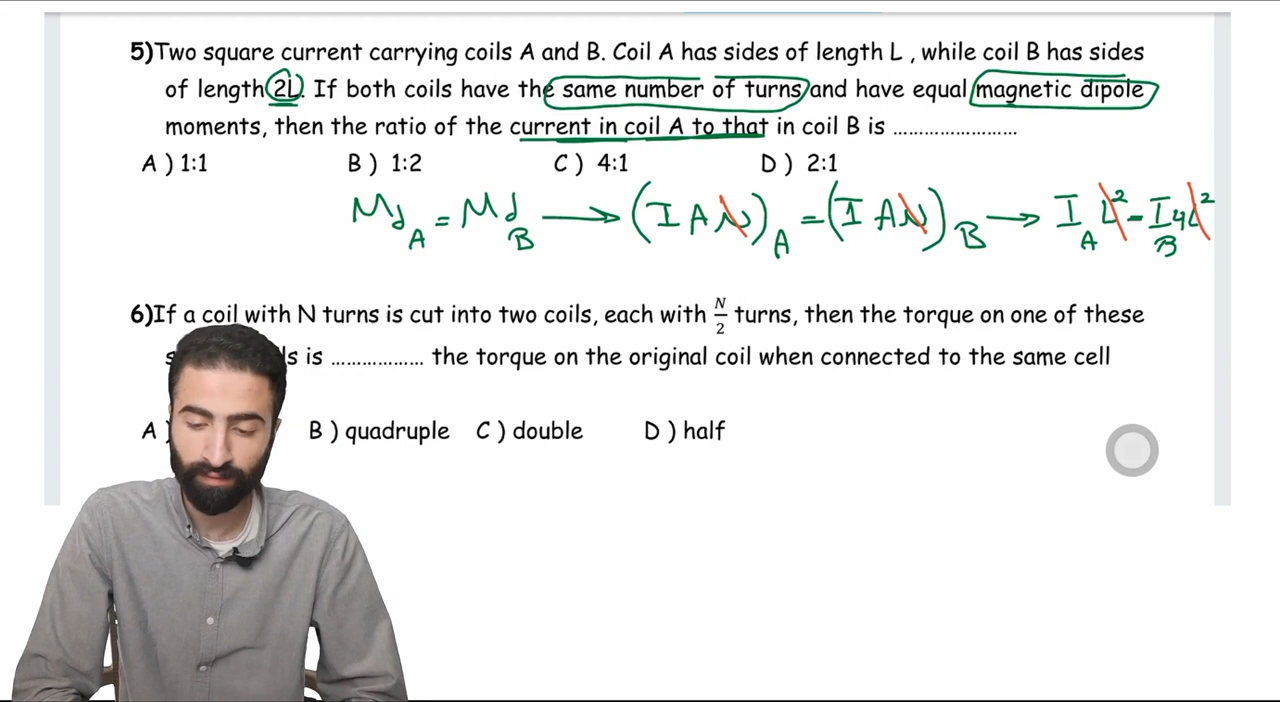 5)Two square current carrying coils A and B. Coil A has sides of length L , while coil B has sides
of length 2L. If both coils have the same number of turns and have equal magnetic dipole
moments, then the ratio of the current in coil A to that in coil B is ........................
A ) 1:1 B ) 1:2 C ) 4:1 D ) 2:1
Md_A = Md_B → (I A N)_A = (I A N)_B → I_A L² = I_B 4L²
6)If a coil with N turns is cut into two coils, each with N/2 turns, then the torque on one of these
is .................. the torque on the original coil when connected to the same cell
A ) B ) quadruple C ) double D ) half